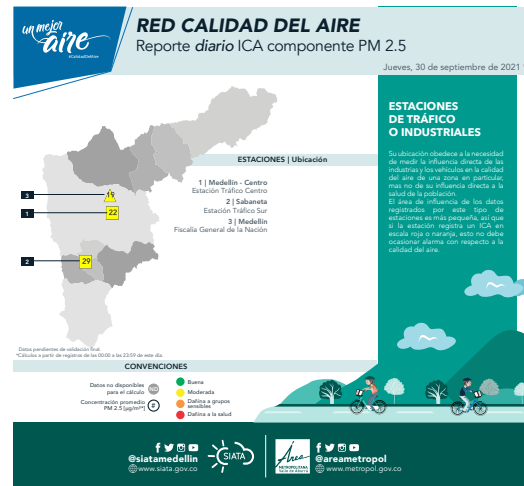 un mejor
aire
#CalidadDelAire
RED CALIDAD DEL AIRE
Reporte diario ICA componente PM 2.5
Jueves, 30 de septiembre de 2021
ESTACIONES | Ubicación
1 | Medellín - Centro
Estación Tráfico Centro
2 | Sabaneta
Estación Tráfico Sur
3 | Medellín
Fiscalía General de la Nación
3
19
1
22
2
29
ESTACIONES
DE TRÁFICO
O INDUSTRIALES
Su ubicación obedece a la necesidad
de medir la influencia directa de las
industrias y los vehículos en la calidad
del aire de una zona en particular,
mas no de su influencia directa a la
salud de la población.
El área de influencia de los datos
registrados por este tipo de
estaciones es más pequeña, así que
si la estación registra un ICA en
escala roja o naranja, esto no debe
ocasionar alarma con respecto a la
calidad del aire.
Datos pendientes de validación final.
*Cálculos a partir de registros de las 00:00 a las 23:59 de este día.
CONVENCIONES
Datos no disponibles
para el cálculo
ND
Concentración promedio
PM 2.5 [µg/m³*]
#
Buena
Moderada
Dañina a grupos
sensibles
Dañina a la salud
@siatamedellin
www.siata.gov.co
SIATA
Área
METROPOLITANA
Valle de Aburrá
@areametropol
www.metropol.gov.co